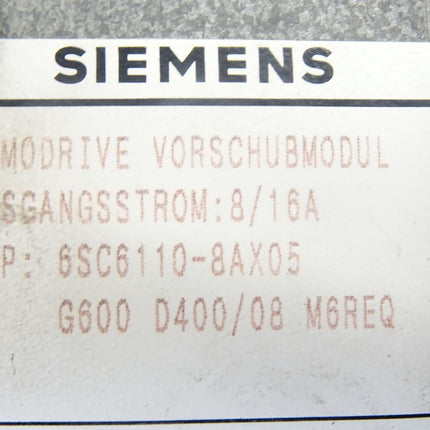 SIEMENS
MODRIVE VORSCHUBMODUL
SGANGSSTROM:8/16A
P: 6SC6110-8AX05
G600 D400/08 M6REQ